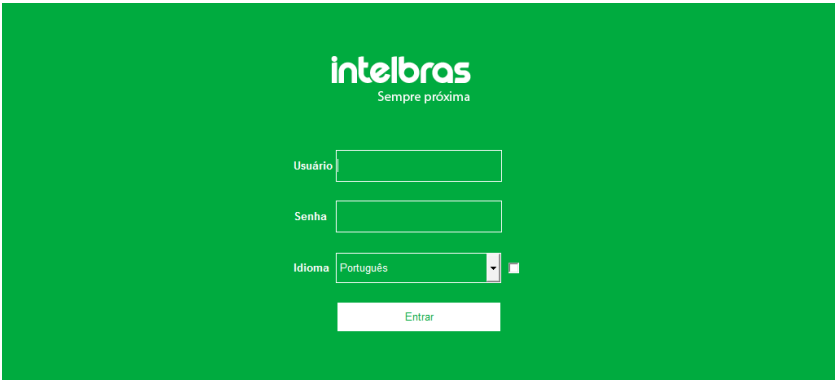 intelbras
Sempre próxima
Usuário
Senha
Idioma Português
Entrar